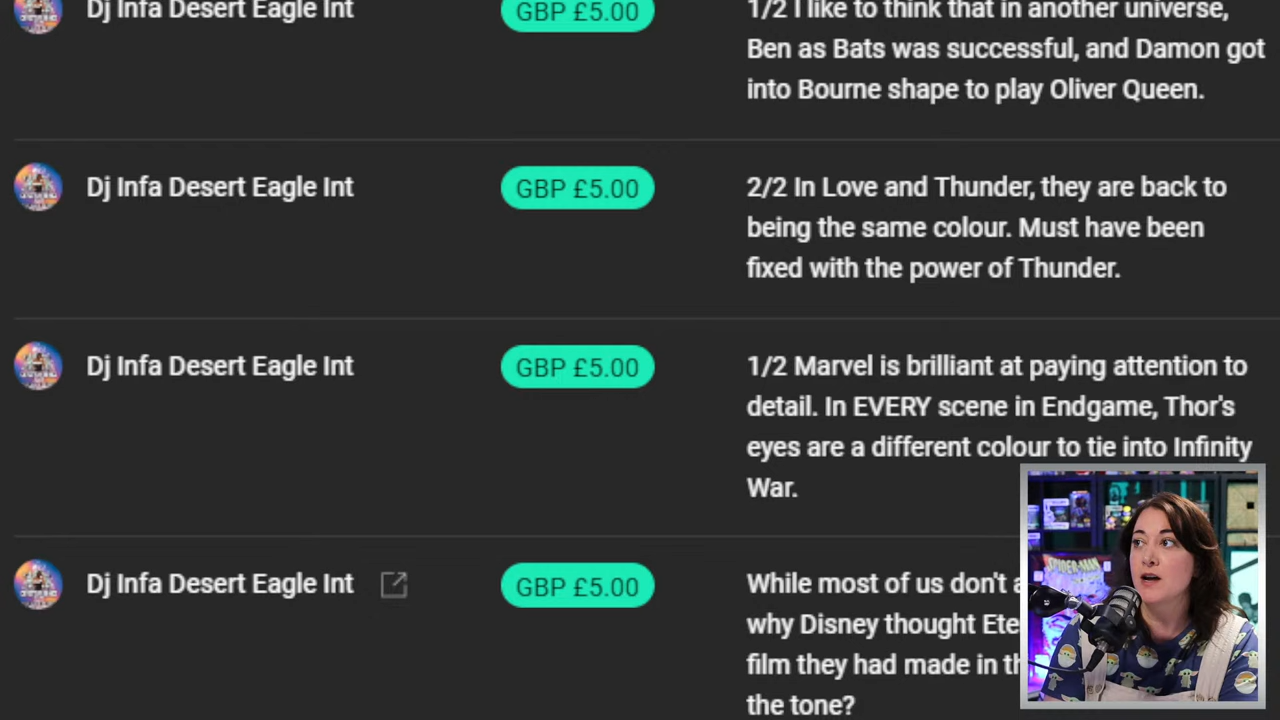 Dj Infa Desert Eagle Int
GBP £5.00
1/2 I like to think that in another universe,
Ben as Bats was successful, and Damon got
into Bourne shape to play Oliver Queen.
Dj Infa Desert Eagle Int
GBP £5.00
2/2 In Love and Thunder, they are back to
being the same colour. Must have been
fixed with the power of Thunder.
Dj Infa Desert Eagle Int
GBP £5.00
1/2 Marvel is brilliant at paying attention to
detail. In EVERY scene in Endgame, Thor's
eyes are a different colour to tie into Infinity
War.
Dj Infa Desert Eagle Int
GBP £5.00
While most of us don't
why Disney thought
film they had made in
the tone?